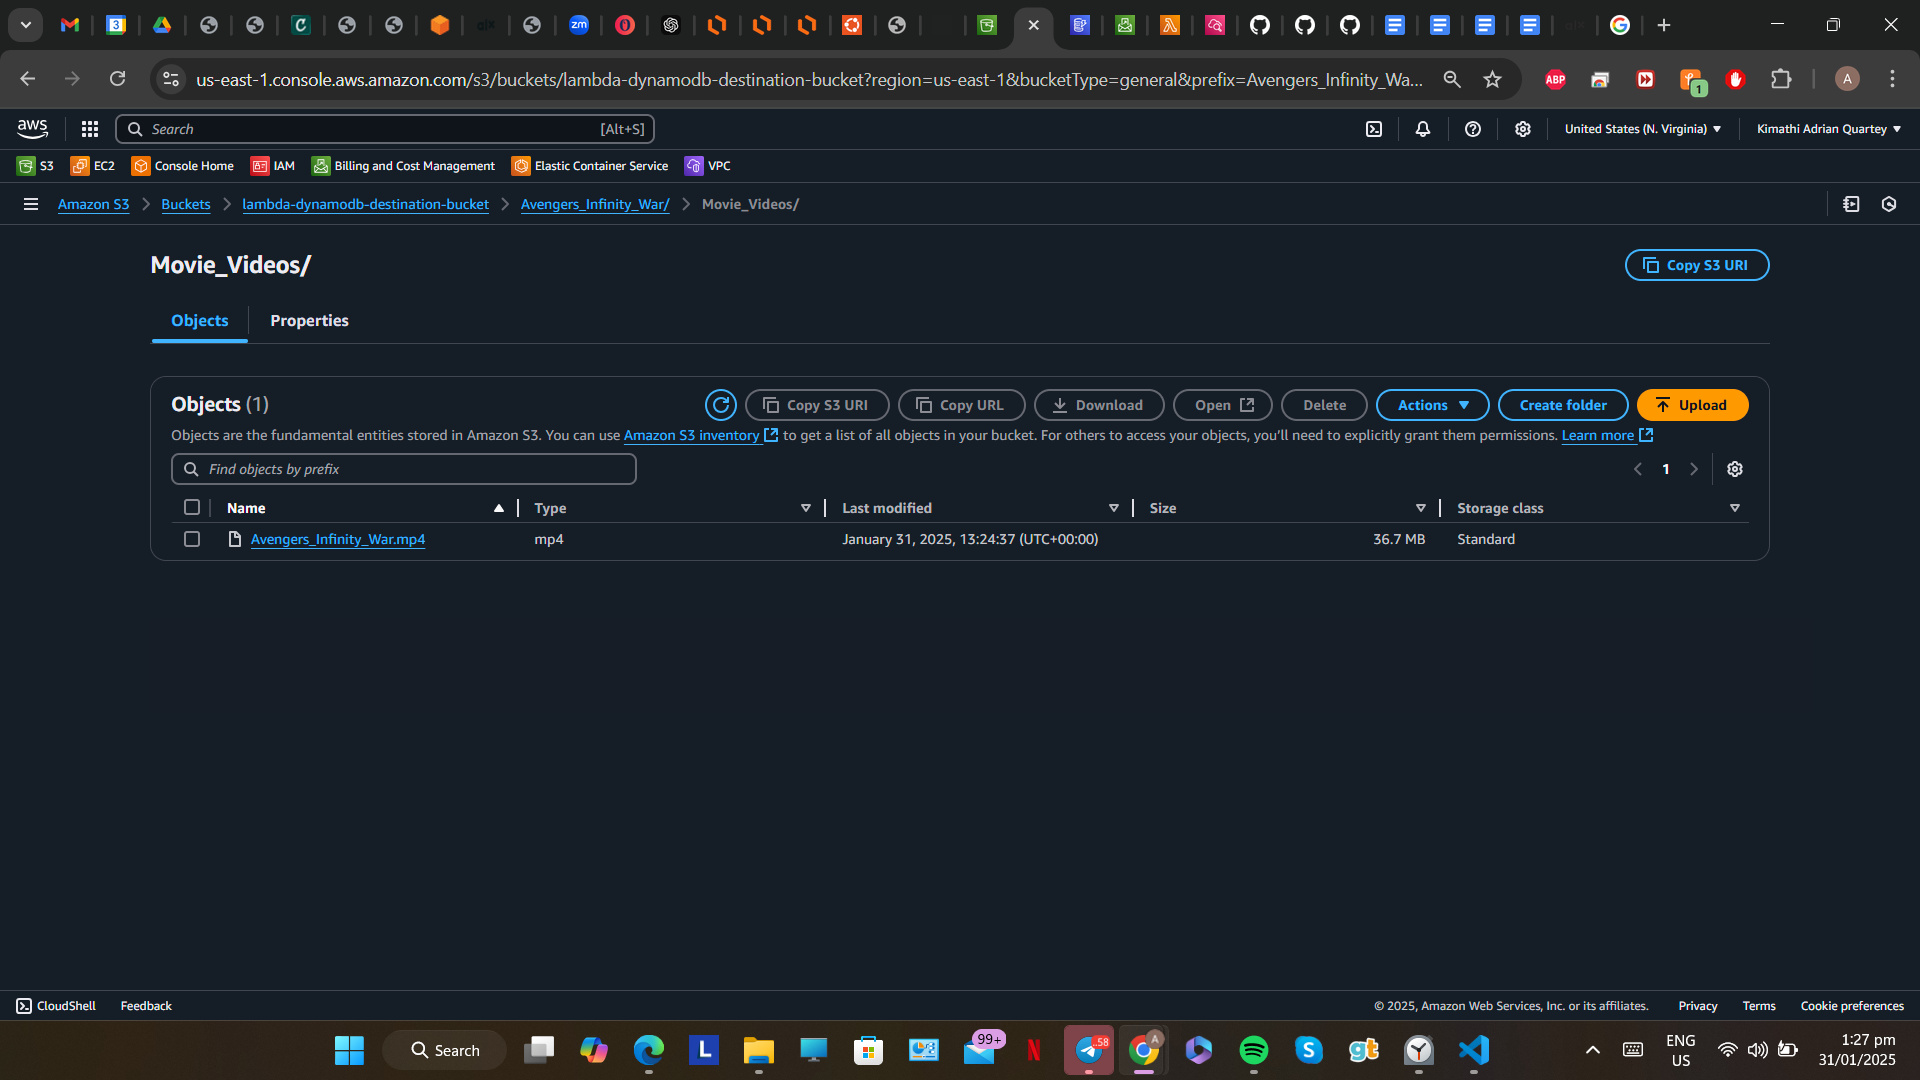 us-east-1.console.aws.amazon.com/s3/buckets/lambda-dynamodb-destination-bucket?region=us-east-1&bucketType=general&prefix=Avengers_Infinity_Wa...
ABP
1
A
aws
Search
[Alt+S]
United States (N. Virginia)
Kimathi Adrian Quartey
S3
EC2
Console Home
IAM
Billing and Cost Management
Elastic Container Service
VPC
Amazon S3
Buckets
lambda-dynamodb-destination-bucket
Avengers_Infinity_War/
Movie_Videos/
Movie_Videos/
Copy S3 URI
Objects
Properties
Objects (1)
Copy S3 URI
Copy URL
Download
Open
Delete
Actions
Create folder
Upload
Objects are the fundamental entities stored in Amazon S3. You can use Amazon S3 inventory to get a list of all objects in your bucket. For others to access your objects, you'll need to explicitly grant them permissions. Learn more
Find objects by prefix
1
Name
Type
Last modified
Size
Storage class
Avengers_Infinity_War.mp4
mp4
January 31, 2025, 13:24:37 (UTC+00:00)
36.7 MB
Standard
CloudShell
Feedback
© 2025, Amazon Web Services, Inc. or its affiliates.
Privacy
Terms
Cookie preferences
Search
L
99+
N
..58
A
gt
ENG
US
1:27 pm
31/01/2025